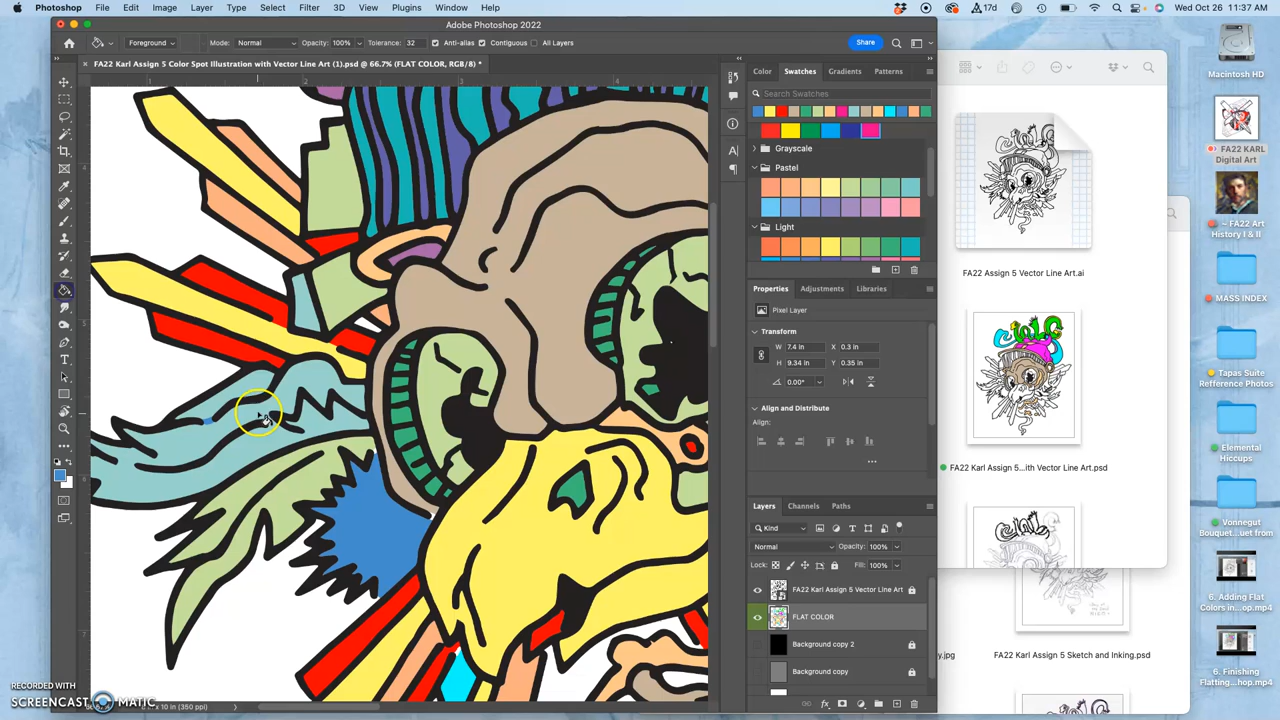 Photoshop File Edit Image Layer Type Select Filter 3D View Plugins Window Help
17d
Wed Oct 26 11:37 AM
Adobe Photoshop 2022
Foreground Mode: Normal Opacity: 100% Tolerance: 32 Anti-alias Contiguous All Layers Share
FA22 Karl Assign 5 Color Spot Illustration with Vector Line Art (1).psd @ 66.7% (FLAT COLOR, RGB/8) *
Color Swatches Gradients Patterns
Search Swatches
Grayscale
Pastel
Light
Properties Adjustments Libraries
Pixel Layer
Transform
W 7.4 in X 0.3 in
H 9.34 in Y 0.35 in
0.00°
Align and Distribute
Align:
Layers Channels Paths
Kind
Normal Opacity: 100%
Lock: Fill: 100%
FA22 Karl Assign 5 Vector Line Art
FLAT COLOR
Background copy 2
Background copy
x 10 in (350 ppi)
FA22 Assign 5 Vector Line Art.ai
FA22 Karl Assign 5...ith Vector Line Art.psd
FA22 Karl Assign 5 Sketch and Inking.psd
y.jpg
Macintosh HD
FA22 KARL
Digital Art
~ FA22 Art
History I & II
MASS INDEX
Tapas Suite
Refference Photos
Elemental
Hiccups
Vonnegut
Bouquet...uet from
6. Adding Flat
Colors in...op.mp4
6. Finishing
Flatting...hop.mp4
RECORDED WITH
SCREENCAST MATIC